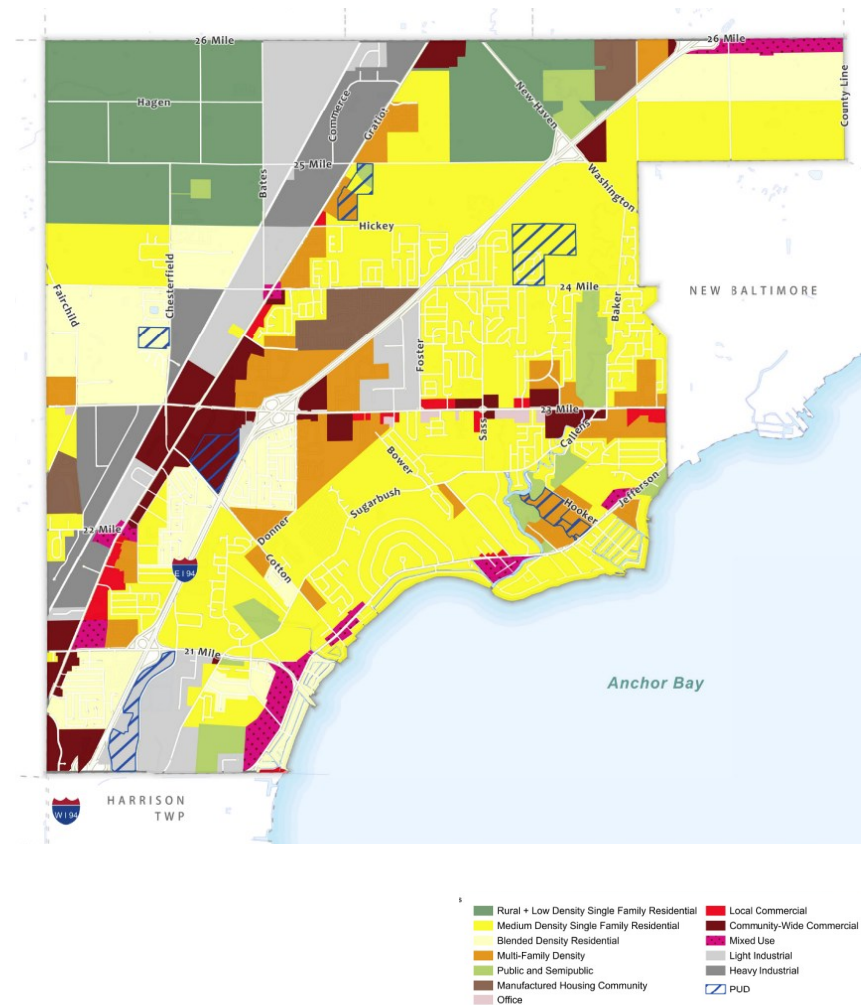 26 Mile
26 Mile
Hagen
Commerce
Gratiot
New Haven
County Line
25 Mile
Bates
Washington
Hickey
Chesterfield
Fairchild
24 Mile
NEW BALTIMORE
Baker
Foster
23 Mile
Sass
Callens
Bower
Sugarbush
Hooker
Jefferson
22 Mile
Donner
Cotton
E I 94
21 Mile
Anchor Bay
W I 94
HARRISON
TWP
s
Rural + Low Density Single Family Residential
Medium Density Single Family Residential
Blended Density Residential
Multi-Family Density
Public and Semipublic
Manufactured Housing Community
Office
Local Commercial
Community-Wide Commercial
Mixed Use
Light Industrial
Heavy Industrial
PUD